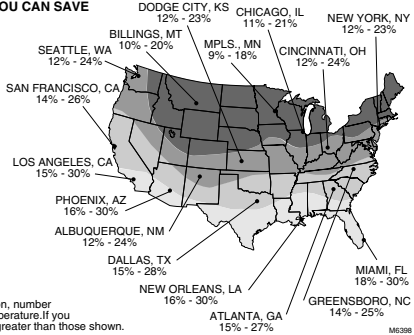 OU CAN SAVE
DODGE CITY, KS
12% - 23%
CHICAGO, IL
11% - 21%
NEW YORK, NY
12% - 23%
BILLINGS, MT
10% - 20%
MPLS., MN
9% - 18%
SEATTLE, WA
12% - 24%
CINCINNATI, OH
12% - 24%
SAN FRANCISCO, CA
14% - 26%
LOS ANGELES, CA
15% - 30%
PHOENIX, AZ
16% - 30%
ALBUQUERQUE, NM
12% - 24%
DALLAS, TX
15% - 28%
NEW ORLEANS, LA
16% - 30%
ATLANTA, GA
15% - 27%
MIAMI, FL
18% - 30%
GREENSBORO, NC
14% - 25%
n, number
perature.If you
greater than those shown.
M6398